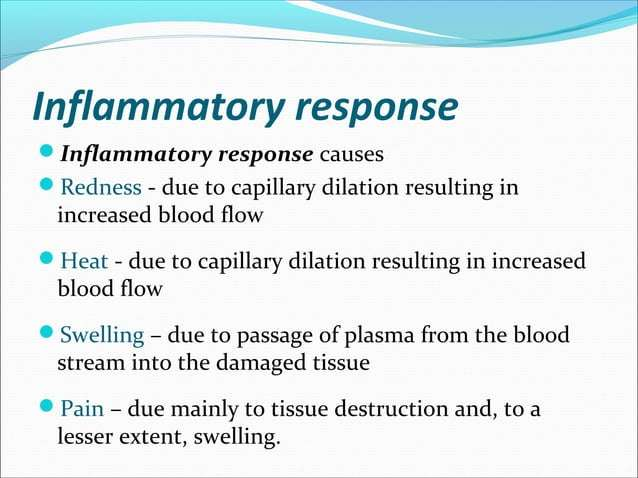 Inflammatory response
Inflammatory response causes
Redness - due to capillary dilation resulting in
increased blood flow
Heat - due to capillary dilation resulting in increased
blood flow
Swelling – due to passage of plasma from the blood
stream into the damaged tissue
Pain – due mainly to tissue destruction and, to a
lesser extent, swelling.